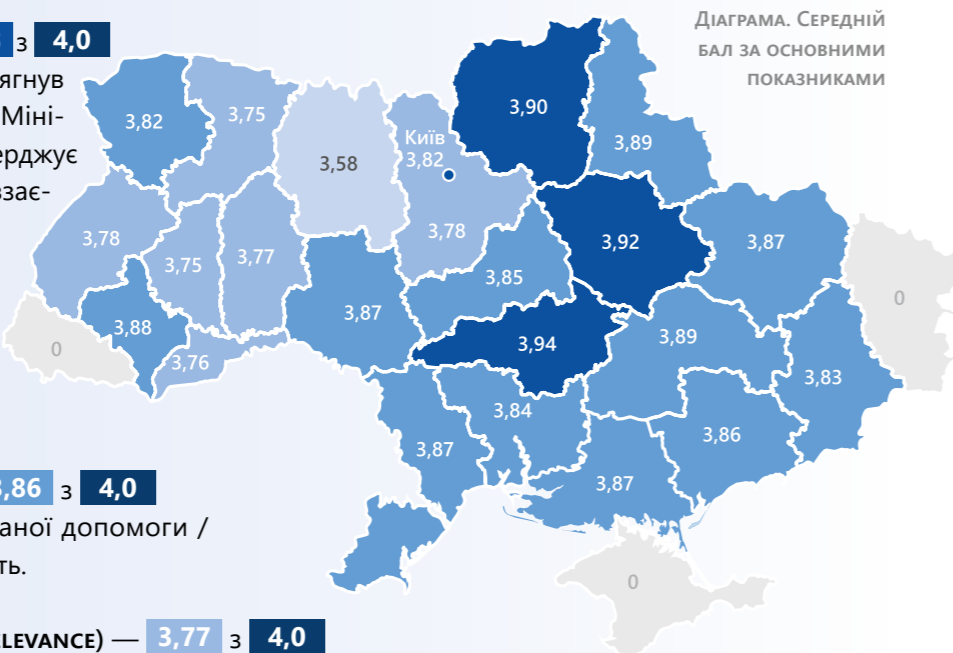 з 4,0
ДІАГРАМА. СЕРЕДНІЙ
БАЛ ЗА ОСНОВНИМИ
ПОКАЗНИКАМИ
ягнув
Міні-
ерджує
взає-
3,82
3,75
3,58
Київ
3,82
3,90
3,89
3,78
3,75
3,77
3,78
3,85
3,92
3,87
0
0
3,88
3,76
3,87
3,94
3,89
3,83
3,87
3,84
3,86
3,87
0
3,86 з 4,0
аної допомоги /
ть.
ELEVANCE) — 3,77 з 4,0